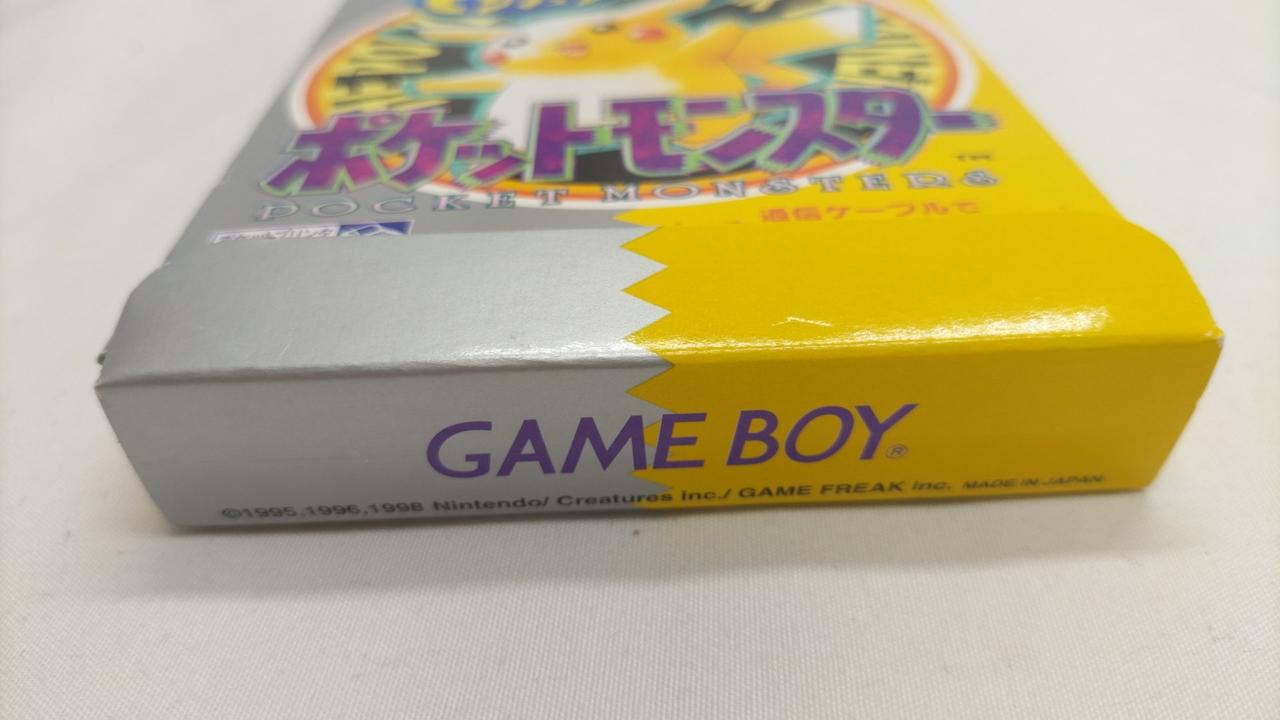 ポケットモンスター
TM
POCKET MONSTERS
通信ケーブルで
GAME BOY®
©1995,1996,1998 Nintendo/ Creatures inc./ GAME FREAK inc. MADE IN JAPAN